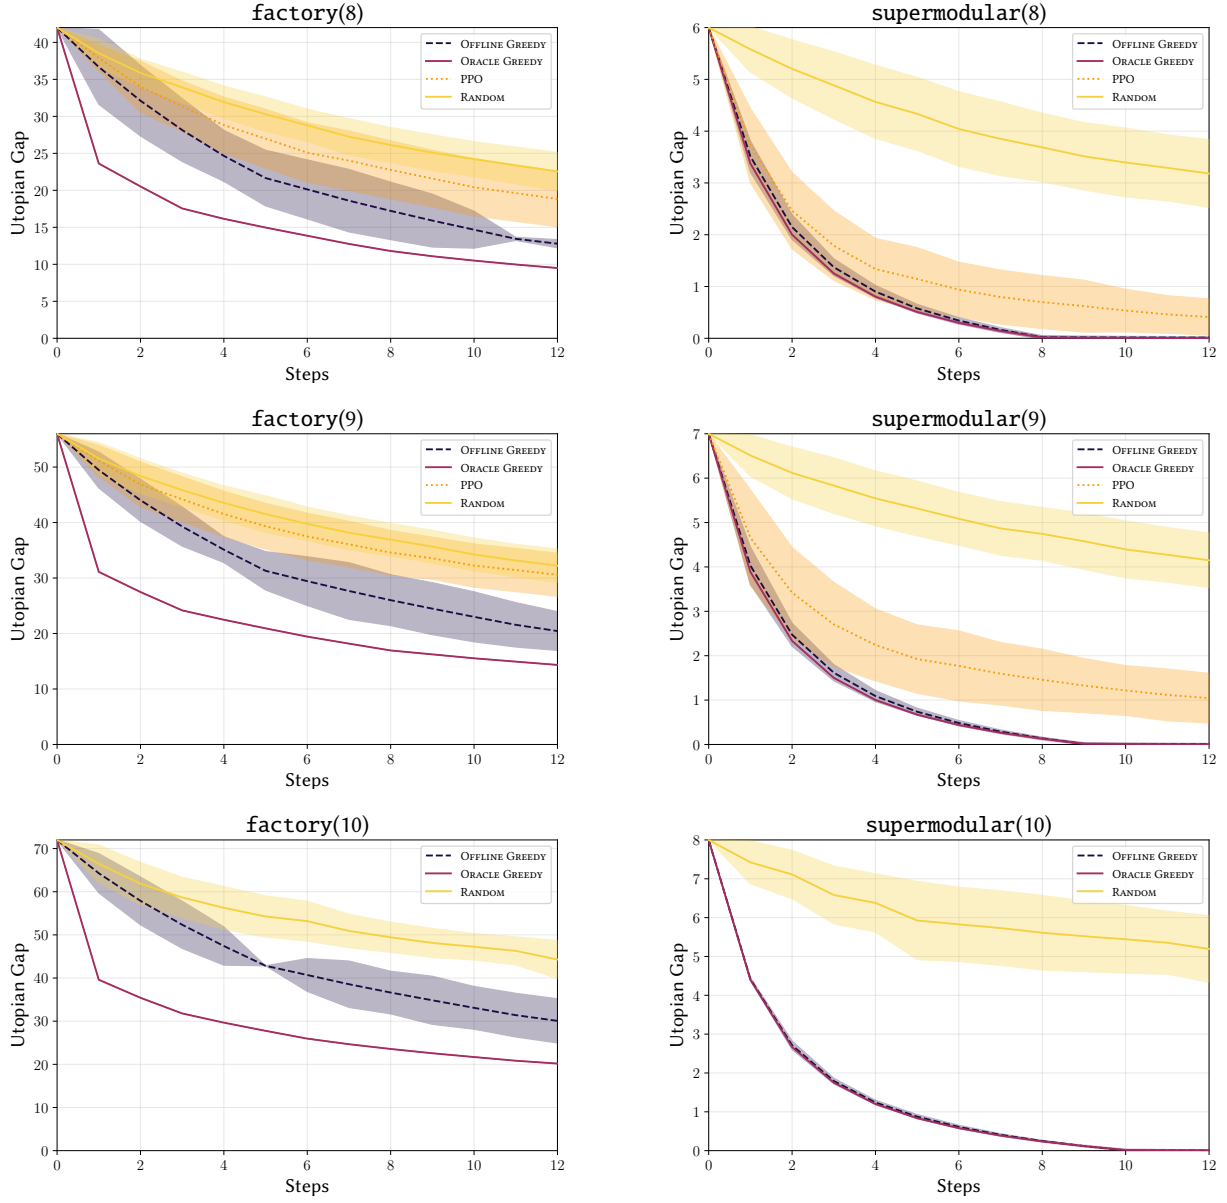 factory(8)
Utopian Gap
40
35
30
25
20
15
10
5
0
0 2 4 6 8 10 12
Steps
Offline Greedy
Oracle Greedy
PPO
Random
supermodular(8)
Utopian Gap
6
5
4
3
2
1
0
0 2 4 6 8 10 12
Steps
Offline Greedy
Oracle Greedy
PPO
Random
factory(9)
Utopian Gap
50
40
30
20
10
0
0 2 4 6 8 10 12
Steps
Offline Greedy
Oracle Greedy
PPO
Random
supermodular(9)
Utopian Gap
7
6
5
4
3
2
1
0
0 2 4 6 8 10 12
Steps
Offline Greedy
Oracle Greedy
PPO
Random
factory(10)
Utopian Gap
70
60
50
40
30
20
10
0
0 2 4 6 8 10 12
Steps
Offline Greedy
Oracle Greedy
Random
supermodular(10)
Utopian Gap
8
7
6
5
4
3
2
1
0
0 2 4 6 8 10 12
Steps
Offline Greedy
Oracle Greedy
Random